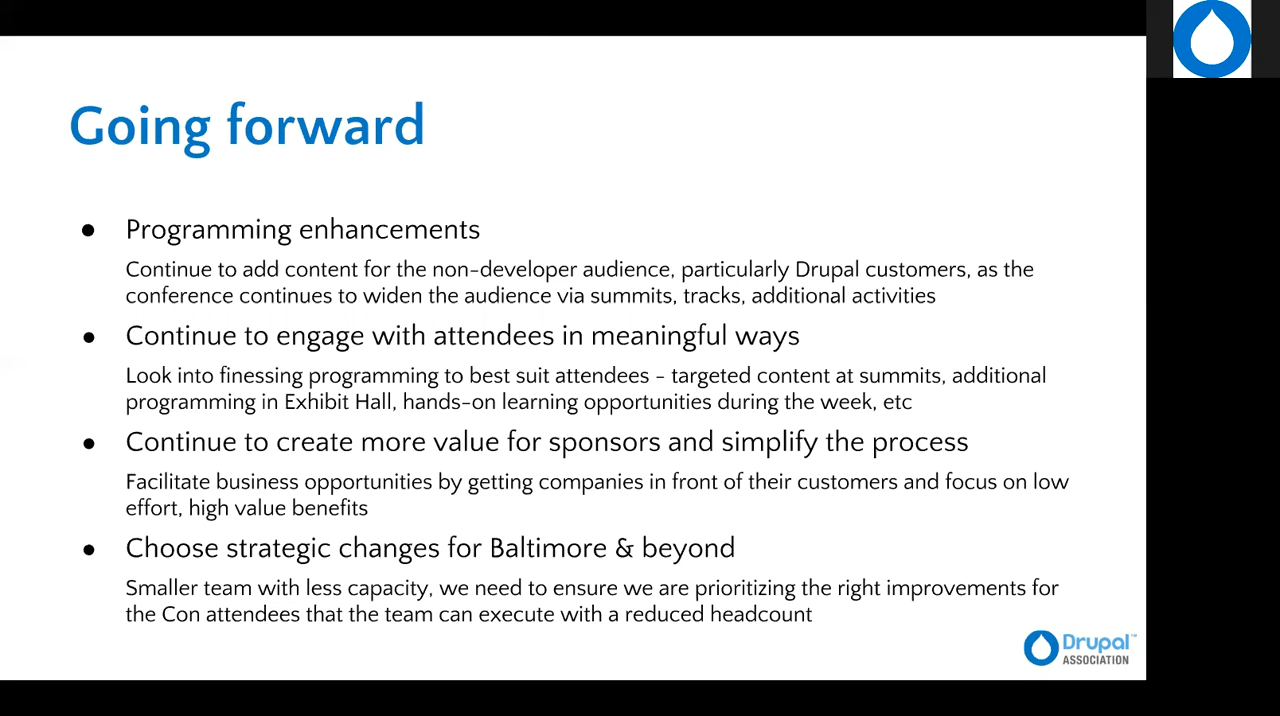 Going forward
● Programming enhancements
Continue to add content for the non-developer audience, particularly Drupal customers, as the
conference continues to widen the audience via summits, tracks, additional activities
● Continue to engage with attendees in meaningful ways
Look into finessing programming to best suit attendees - targeted content at summits, additional
programming in Exhibit Hall, hands-on learning opportunities during the week, etc
● Continue to create more value for sponsors and simplify the process
Facilitate business opportunities by getting companies in front of their customers and focus on low
effort, high value benefits
● Choose strategic changes for Baltimore & beyond
Smaller team with less capacity, we need to ensure we are prioritizing the right improvements for
the Con attendees that the team can execute with a reduced headcount
Drupal™
ASSOCIATION